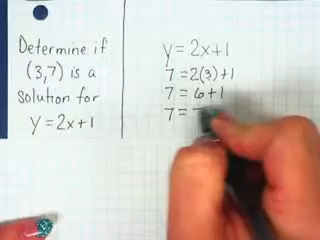 Determine if
(3,7) is a
solution for
y = 2x + 1
y = 2x + 1
7 = 2(3) + 1
7 = 6 + 1
7 = 7